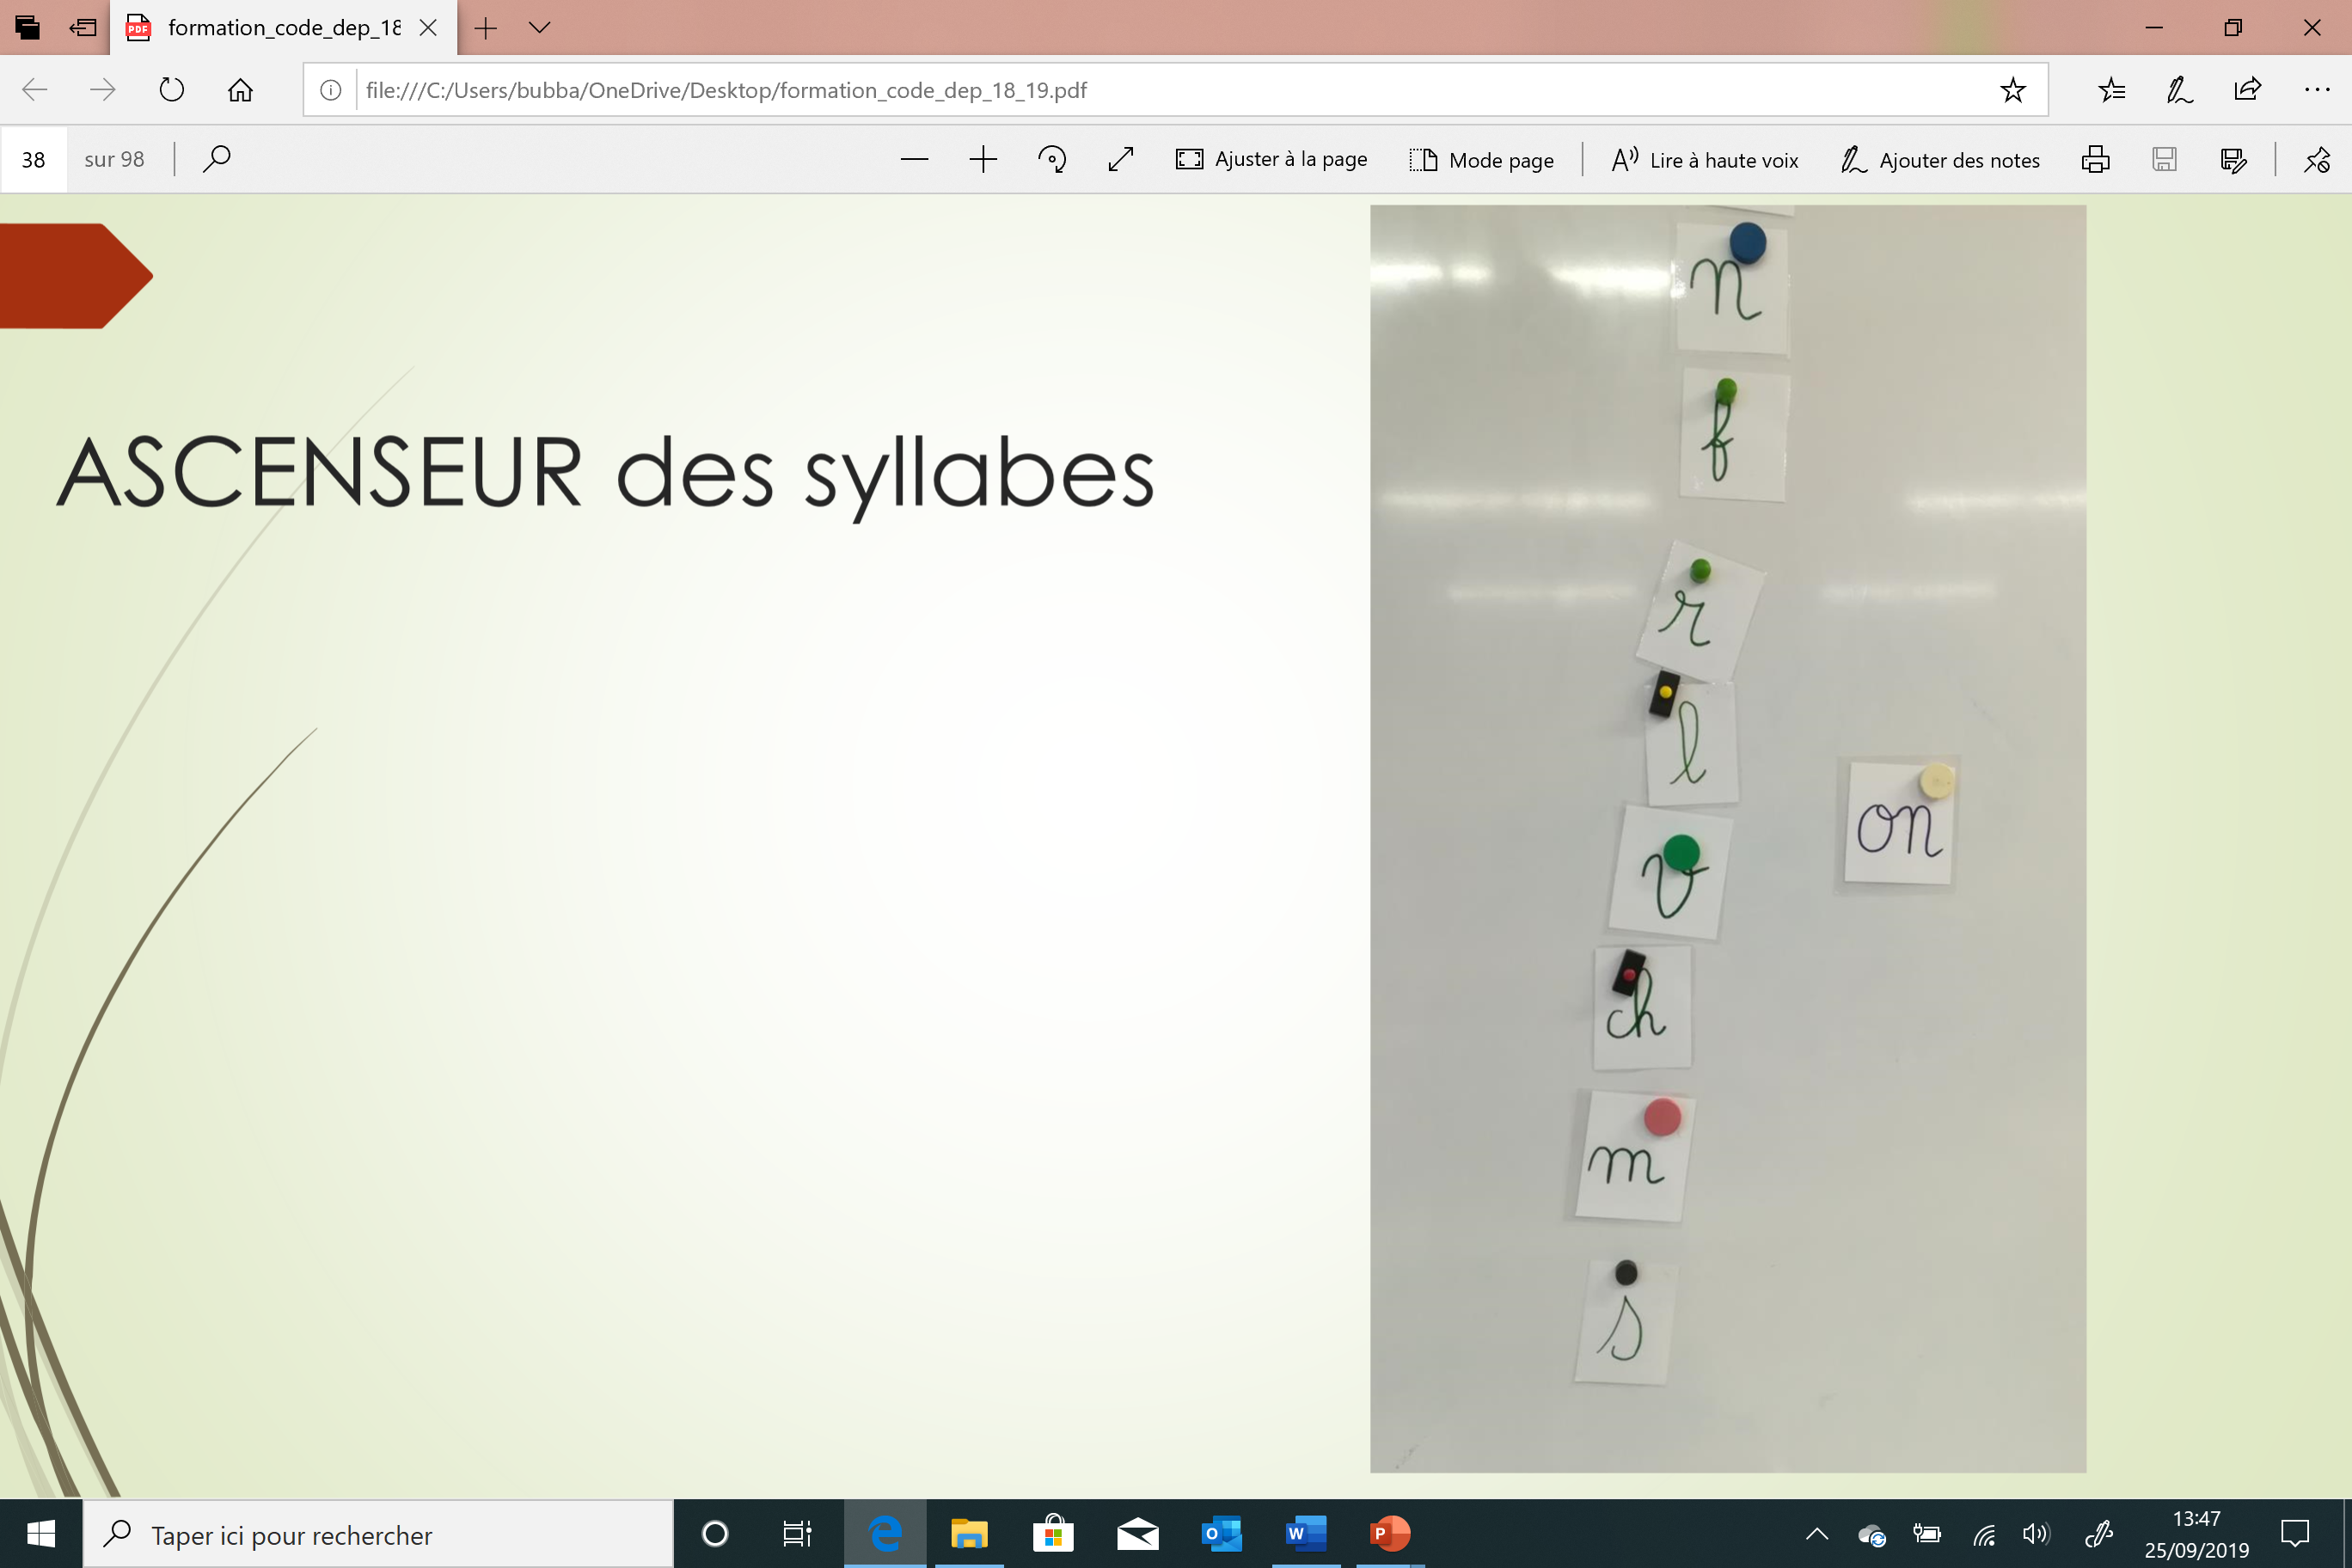 formation_code_dep_18
file:///C:/Users/bubba/OneDrive/Desktop/formation_code_dep_18_19.pdf
38 sur 98
Ajuster à la page
Mode page
Lire à haute voix
Ajouter des notes
ASCENSEUR des syllabes
n
f
r
l
v
on
ch
m
s
Taper ici pour rechercher
13:47
25/09/2019